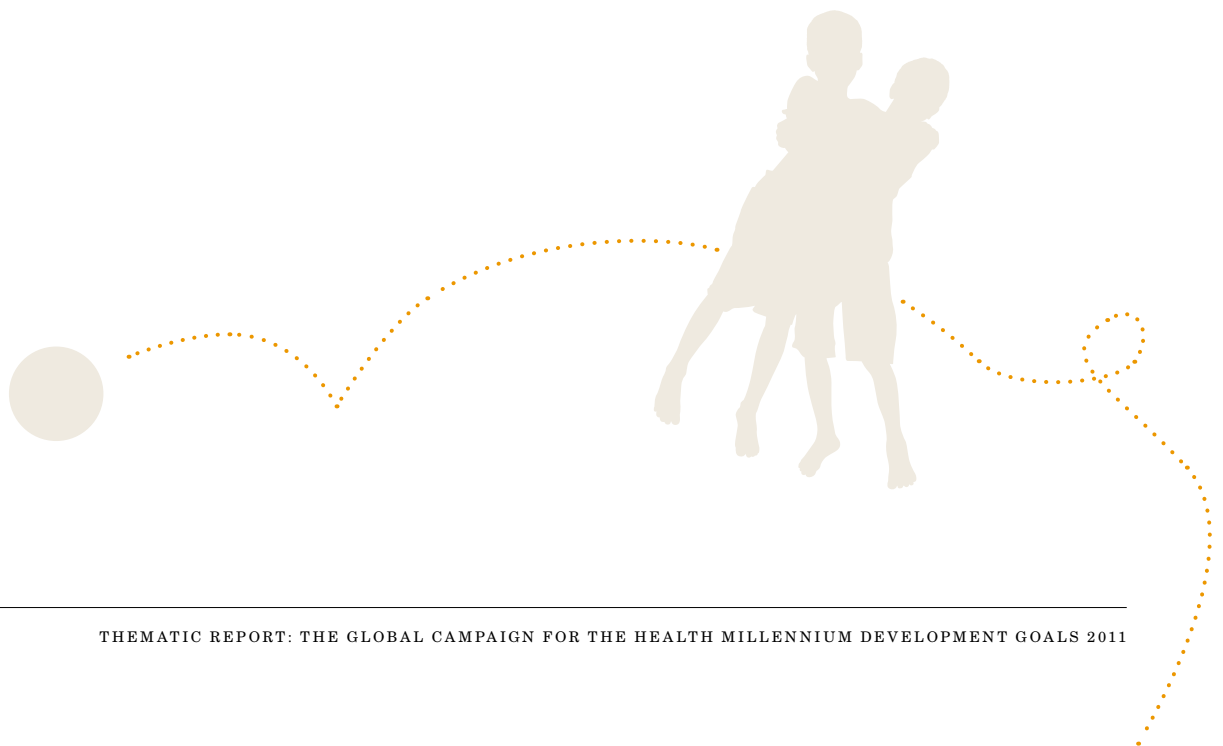 THEMATIC REPORT: THE GLOBAL CAMPAIGN FOR THE HEALTH MILLENNIUM DEVELOPMENT GOALS 2011